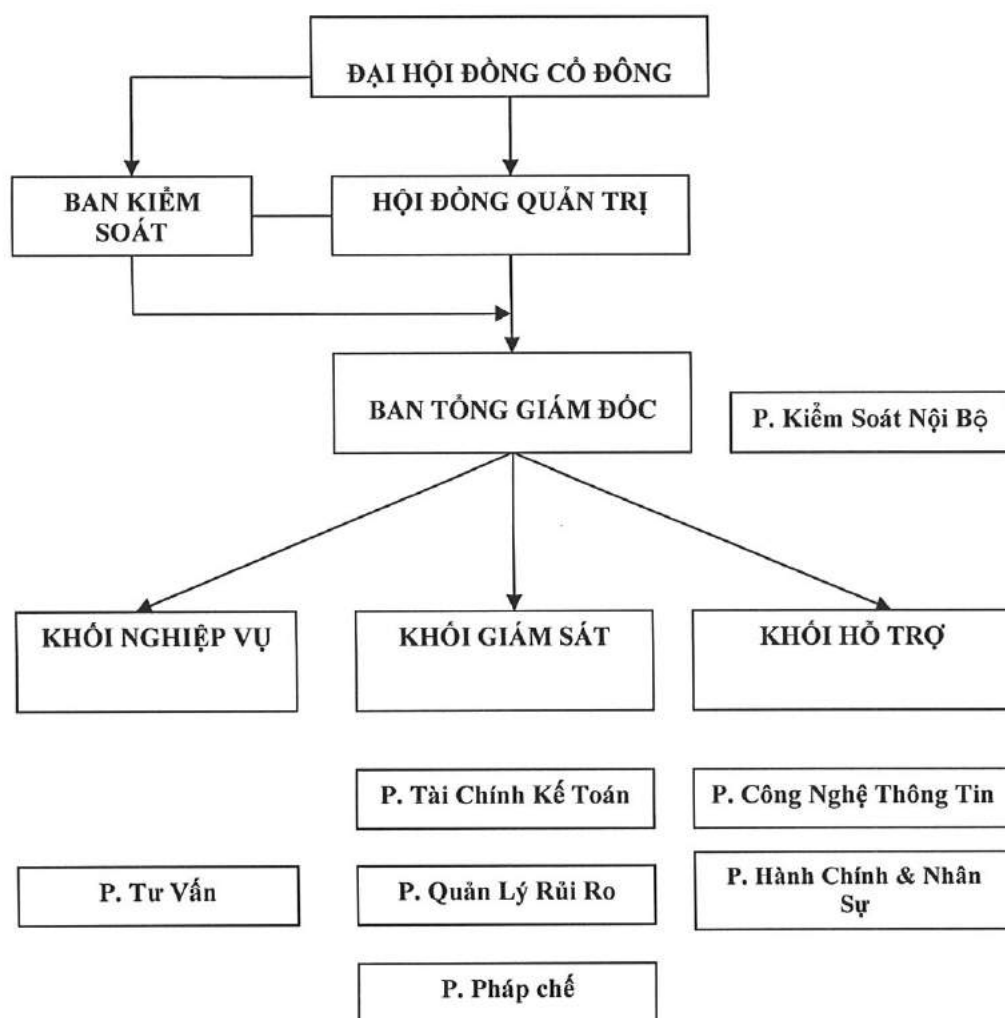 ĐẠI HỘI ĐỒNG CỔ ĐÔNG
BAN KIỂM
SOÁT
HỘI ĐỒNG QUẢN TRỊ
BAN TỔNG GIÁM ĐỐC
P. Kiểm Soát Nội Bộ
KHỐI NGHIỆP VỤ
KHỐI GIÁM SÁT
KHỐI HỖ TRỢ
P. Tài Chính Kế Toán
P. Công Nghệ Thông Tin
P. Tư Vấn
P. Quản Lý Rủi Ro
P. Hành Chính & Nhân
Sự
P. Pháp chế